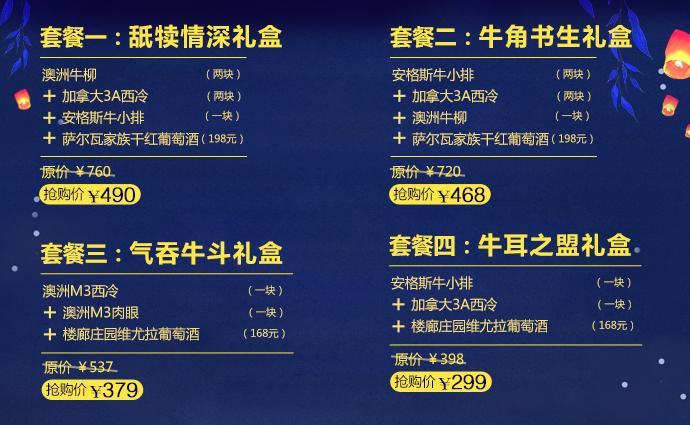 套餐一：舐犊情深礼盒
澳洲牛柳（两块）
＋ 加拿大3A西冷（两块）
＋ 安格斯牛小排（一块）
＋ 萨尔瓦家族干红葡萄酒（198元）
原价 ￥760
抢购价 ￥490
套餐二：牛角书生礼盒
安格斯牛小排（两块）
＋ 加拿大3A西冷（两块）
＋ 澳洲牛柳（一块）
＋ 萨尔瓦家族干红葡萄酒（198元）
原价 ￥720
抢购价 ￥468
套餐三：气吞牛斗礼盒
澳洲M3西冷（一块）
＋ 澳洲M3肉眼（一块）
＋ 楼廊庄园维尤拉葡萄酒（168元）
原价 ￥537
抢购价 ￥379
套餐四：牛耳之盟礼盒
安格斯牛小排（一块）
＋ 加拿大3A西冷（一块）
＋ 楼廊庄园维尤拉葡萄酒（168元）
原价 ￥398
抢购价 ￥299